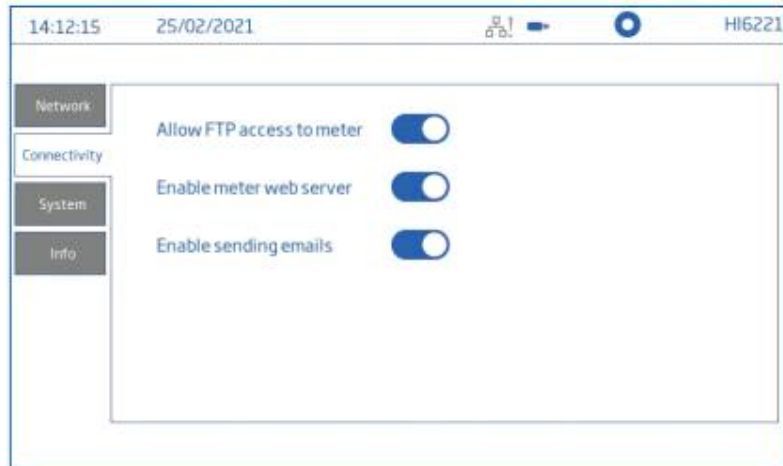 14:12:15 25/02/2021 HI6221
Network
Allow FTP access to meter
Connectivity
Enable meter web server
System
Enable sending emails
Info